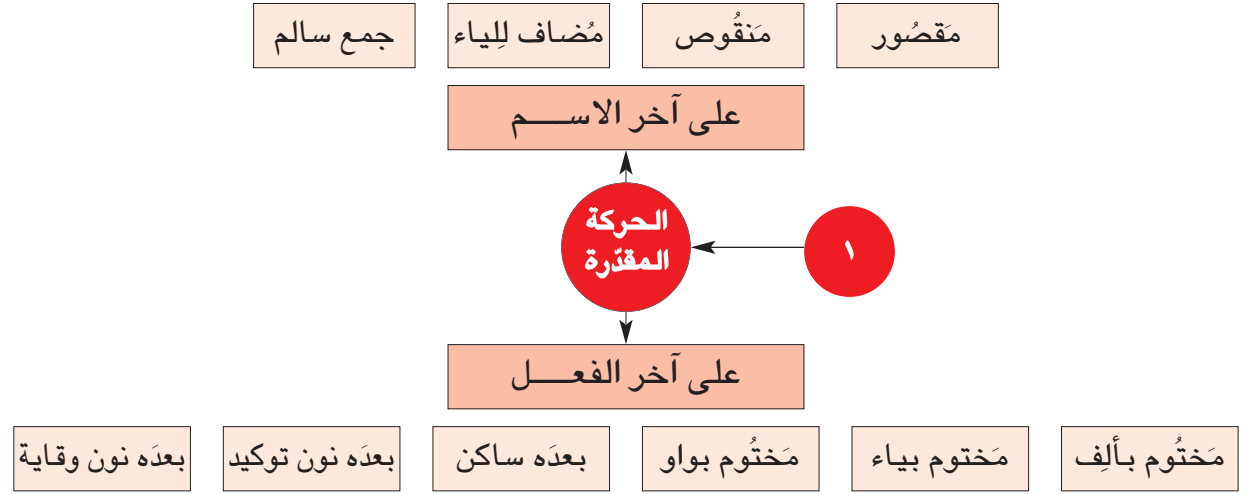 مَقصُور
مَنقُوص
مُضاف لِلياء
جمع سالم
على آخر الاســـم
الحركة
المقدّرة
١
على آخر الفعـــل
مَختُوم بألِف
مَختوم بياء
مَختُوم بواو
بعدَه ساكن
بعدَه نون توكيد
بعدَه نون وقاية